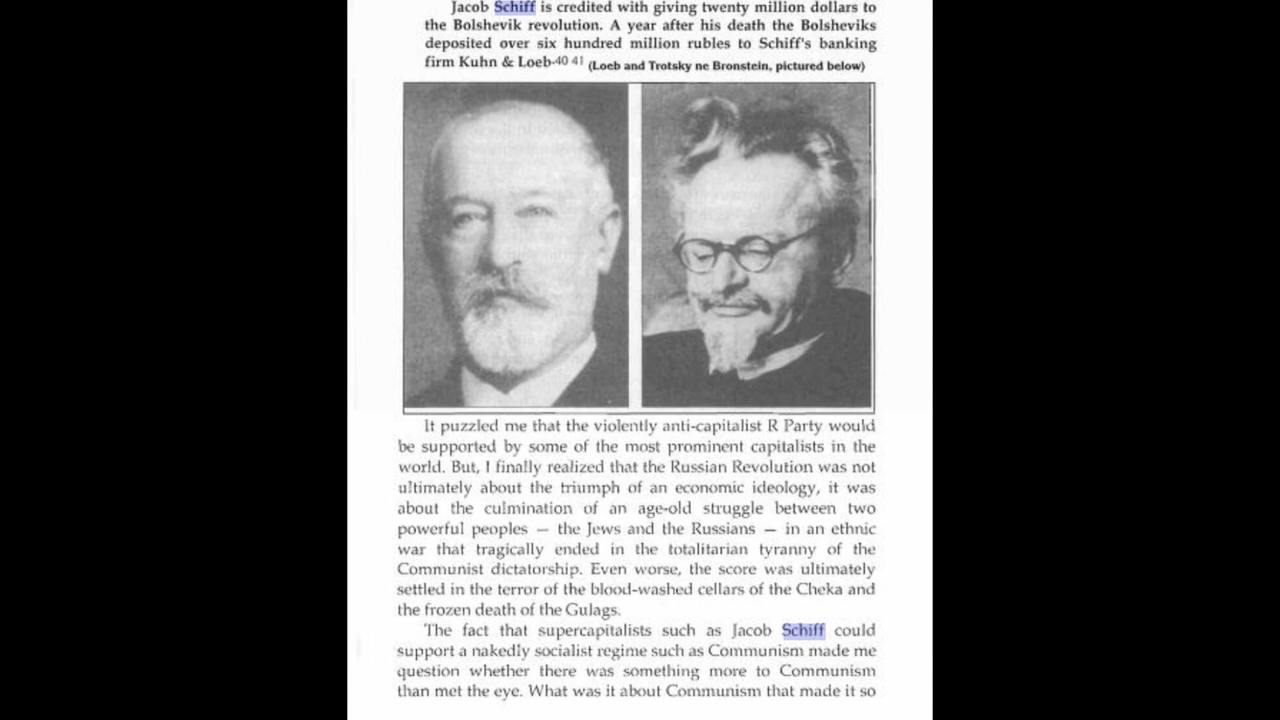 Jacob Schiff is credited with giving twenty million dollars to
the Bolshevik revolution. A year after his death the Bolsheviks
deposited over six hundred million rubles to Schiff's banking
firm Kuhn & Loeb.40 41 (Loeb and Trotsky ne Bronstein, pictured below)
It puzzled me that the violently anti-capitalist R Party would
be supported by some of the most prominent capitalists in the
world. But, I finally realized that the Russian Revolution was not
ultimately about the triumph of an economic ideology, it was
about the culmination of an age-old struggle between two
powerful peoples — the Jews and the Russians — in an ethnic
war that tragically ended in the totalitarian tyranny of the
Communist dictatorship. Even worse, the score was ultimately
settled in the terror of the blood-washed cellars of the Cheka and
the frozen death of the Gulags.
The fact that supercapitalists such as Jacob Schiff could
support a nakedly socialist regime such as Communism made me
question whether there was something more to Communism
than met the eye. What was it about Communism that made it so